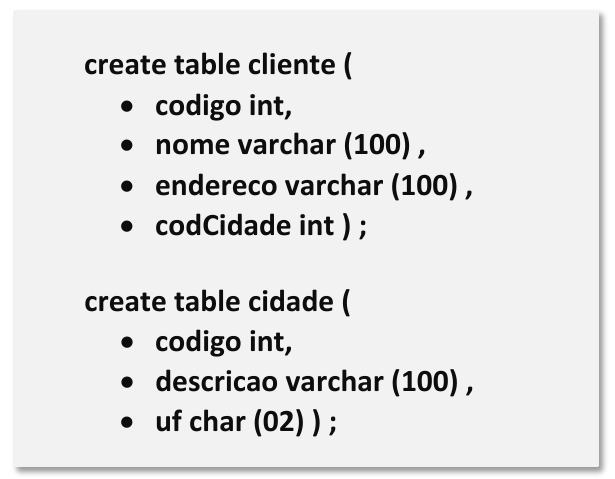 create table cliente (
• codigo int,
• nome varchar (100) ,
• endereco varchar (100) ,
• codCidade int ) ;
create table cidade (
• codigo int,
• descricao varchar (100) ,
• uf char (02) ) ;